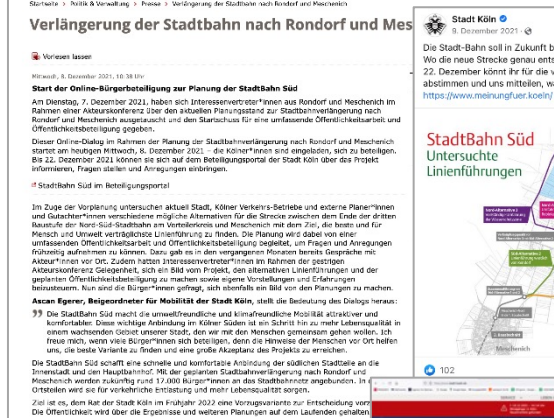 Startseite > Politik & Verwaltung > Presse > Verlängerung der Stadtbahn nach Rondorf und Meschenich
Verlängerung der Stadtbahn nach Rondorf und Mes
Vorlesen lassen
Mittwoch, 8. Dezember 2021, 10:38 Uhr
Start der Online-Bürgerbeteiligung zur Planung der StadtBahn Süd
Am Dienstag, 7. Dezember 2021, haben sich Interessenvertreter*innen aus Rondorf und Meschenich im
Rahmen einer Akteurskonferenz über den aktuellen Planungsstand zur Stadtbahnverlängerung nach
Rondorf und Meschenich ausgetauscht und den Startschuss für eine umfassende Öffentlichkeitsarbeit und
Öffentlichkeitsbeteiligung gegeben.
Dieser Online-Dialog im Rahmen der Planung der Stadtbahnverlängerung nach Rondorf und Meschenich
startet am heutigen Mittwoch, 8. Dezember 2021 – die Kölner*innen sind eingeladen, sich zu beteiligen.
Bis 22. Dezember 2021 können sie sich auf dem Beteiligungsportal der Stadt Köln über das Projekt
informieren, Fragen stellen und Anregungen einbringen.
StadtBahn Süd im Beteiligungsportal
Im Zuge der Vorplanung untersuchen aktuell Stadt, Kölner Verkehrs-Betriebe und externe Planer*innen
und Gutachter*innen verschiedene mögliche Alternativen für die Strecke zwischen dem Ende der dritten
Baustufe der Nord-Süd-Stadtbahn am Verteilerkreis und Meschenich mit dem Ziel, die beste und für
Mensch und Umwelt verträglichste Linienführung zu finden. Die Planung wird dabei von einer
umfassenden Öffentlichkeitsarbeit und Öffentlichkeitsbeteiligung begleitet, um Fragen und Anregungen
frühzeitig aufnehmen zu können. Dazu gab es in den vergangenen Monaten bereits Gespräche mit
Akteur*innen vor Ort. Zudem hatten Interessenvertreter*innen im Rahmen der gestrigen
Akteurskonferenz Gelegenheit, sich ein Bild vom Projekt, den alternativen Linienführungen und der
geplanten Öffentlichkeitsbeteiligung zu machen sowie eigene Vorstellungen und Erfahrungen
beizusteuern. Nun sind die Bürger*innen gefragt, sich ebenfalls ein Bild von den Planungen zu machen.
Ascan Egerer, Beigeordneter für Mobilität der Stadt Köln, stellt die Bedeutung des Dialogs heraus:
Die StadtBahn Süd macht die umweltfreundliche und klimafreundliche Mobilität attraktiver und
komfortabler. Diese wichtige Anbindung im Kölner Süden ist ein Schritt hin zu mehr Lebensqualität in
einem wachsenden Gebiet unserer Stadt, den wir mit den Menschen gemeinsam gehen wollen. Ich
freue mich, wenn viele Bürger*innen sich beteiligen, denn die Hinweise der Menschen vor Ort helfen
uns, die beste Variante zu finden und eine große Akzeptanz des Projekts zu erreichen.
Die StadtBahn Süd schafft eine schnelle und komfortable Anbindung der südlichen Stadtteile an die
Innenstadt und den Hauptbahnhof. Mit der geplanten Stadtbahnverlängerung nach Rondorf und
Meschenich werden zukünftig rund 17.000 Bürger*innen an das Stadtbahnnetz angebunden. In
Ortsteilen wird sie für verkehrliche Entlastung und mehr Lebensqualität sorgen.
Ziel ist es, dem Rat der Stadt Köln im Frühjahr 2022 eine Vorzugsvariante zur Entscheidung
die Öffentlichkeit wird über die Ergebnisse und weiteren Planungen auf dem Laufenden gehalten
Stadt Köln
9. Dezember 2021
Die Stadt-Bahn soll in Zukunft b
Wo die neue Strecke genau ents
22. Dezember könnt ihr für die v
abstimmen und uns mitteilen, wa
https://www.meinungfuer.koeln/
StadtBahn Süd
Untersuchte
Linienführungen
Meschenich
102